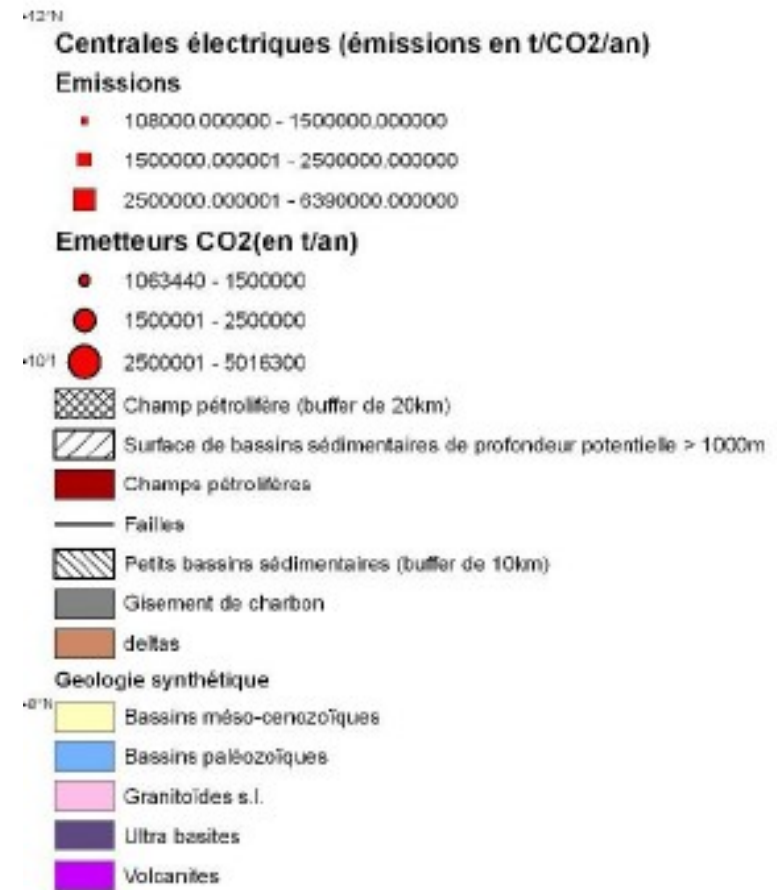 12°N
Centrales électriques (émissions en t/CO2/an)
Emissions
108000.000000 - 1500000.000000
1500000.000001 - 2500000.000000
2500000.000001 - 6390000.000000
Emetteurs CO2(en t/an)
1063440 - 1500000
1500001 - 2500000
2500001 - 5016300
Champ pétrolifère (buffer de 20km)
Surface de bassins sédimentaires de profondeur potentielle > 1000m
Champs pétrolifères
Failles
Petits bassins sédimentaires (buffer de 10km)
Gisement de charbon
deltas
Geologie synthétique
8°N
Bassins méso-cenozoïques
Bassins paléozoïques
Granitoïdes s.l.
Ultra basites
Volcanites